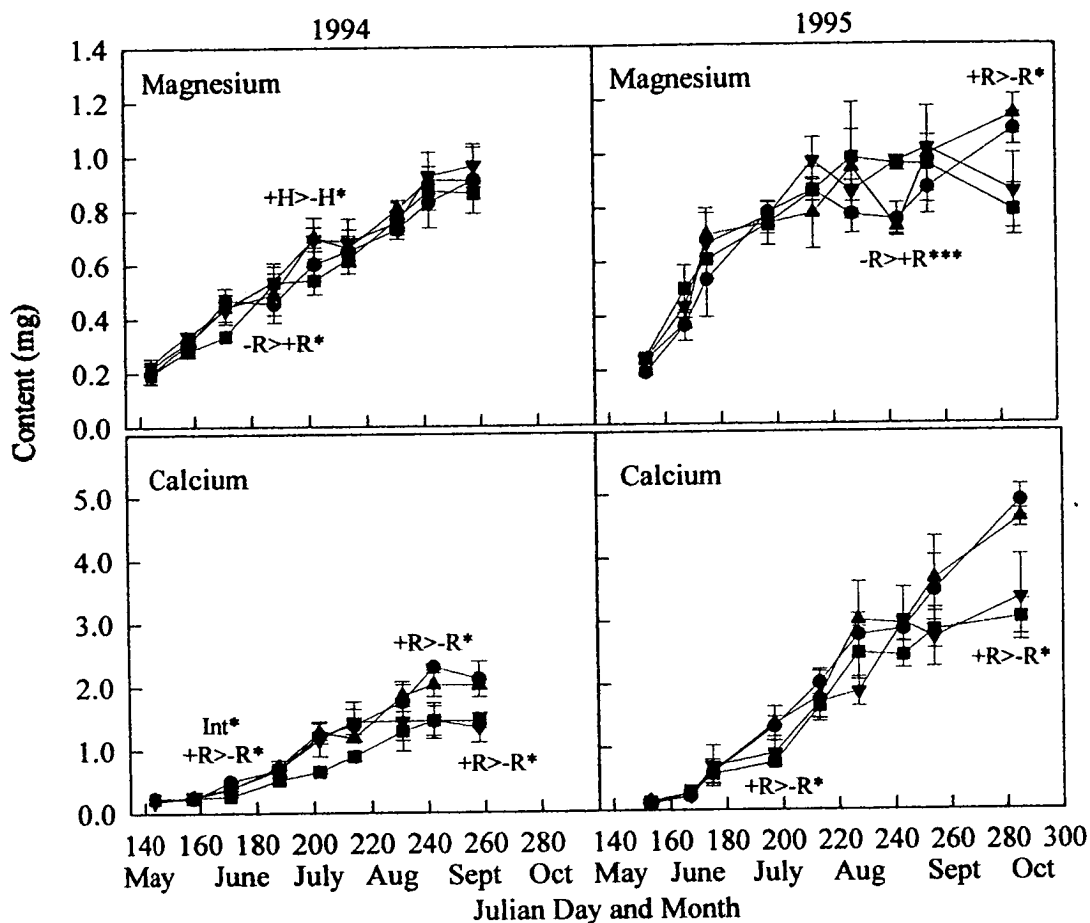 1994
1995
Content (mg)
1.4
1.2
1.0
0.8
0.6
0.4
0.2
0.0
Magnesium
+H>-H*
-R>+R*
Magnesium
+R>-R*
-R>+R***
5.0
4.0
3.0
2.0
1.0
0.0
Calcium
+R>-R*
Int*
+R>-R*
+R>-R*
Calcium
+R>-R*
+R>-R*
140 160 180 200 220 240 260 280
140 160 180 200 220 240 260 280 300
May June July Aug Sept Oct
May June July Aug Sept Oct
Julian Day and Month